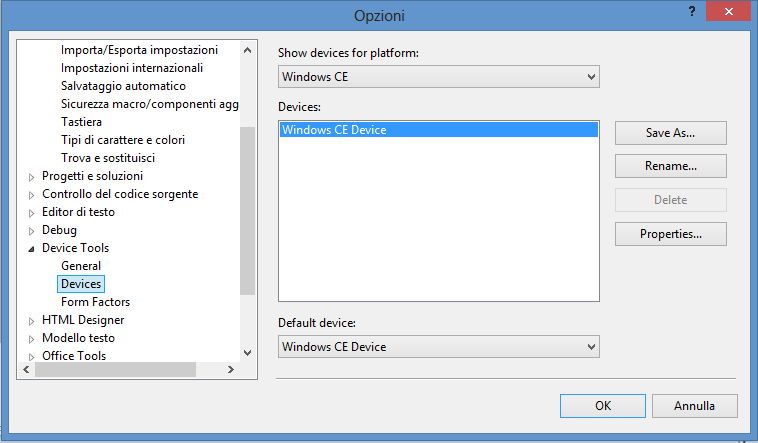 Opzioni
?
Importa/Esporta impostazioni
Impostazioni internazionali
Salvataggio automatico
Sicurezza macro/componenti agg
Tastiera
Tipi di carattere e colori
Trova e sostituisci
Progetti e soluzioni
Controllo del codice sorgente
Editor di testo
Debug
Device Tools
General
Devices
Form Factors
HTML Designer
Modello testo
Office Tools
Show devices for platform:
Windows CE
Devices:
Windows CE Device
Save As...
Rename...
Delete
Properties...
Default device:
Windows CE Device
OK
Annulla